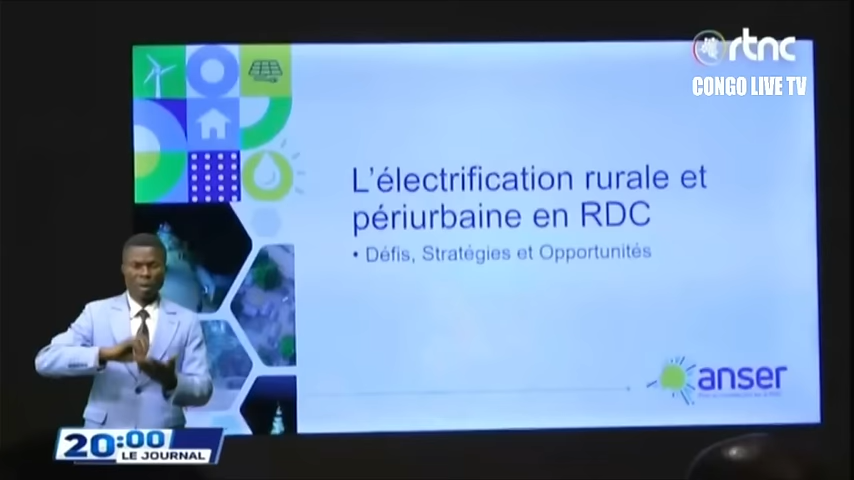 rtnc
CONGO LIVE TV
L'électrification rurale et
périurbaine en RDC
• Défis, Stratégies et Opportunités
anser
20:00
LE JOURNAL